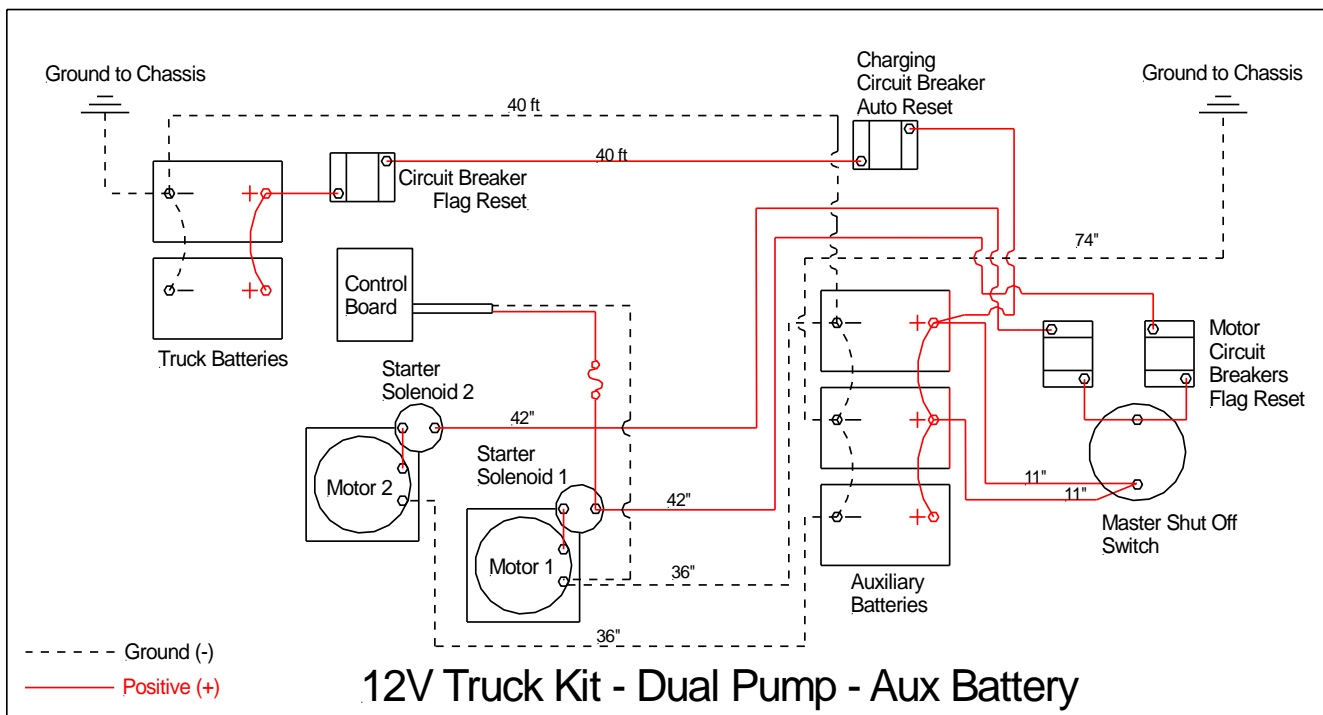 Ground to Chassis
40 ft
Charging
Circuit Breaker
Auto Reset
Ground to Chassis
40 ft
Circuit Breaker
Flag Reset
− +
− +
Truck Batteries
Control
Board
74"
− +
− +
− +
Auxiliary
Batteries
Motor
Circuit
Breakers
Flag Reset
Starter
Solenoid 2
42"
Motor 2
Starter
Solenoid 1
42"
Motor 1
11"
11"
Master Shut Off
Switch
36"
36"
Ground (-)
Positive (+)
12V Truck Kit - Dual Pump - Aux Battery